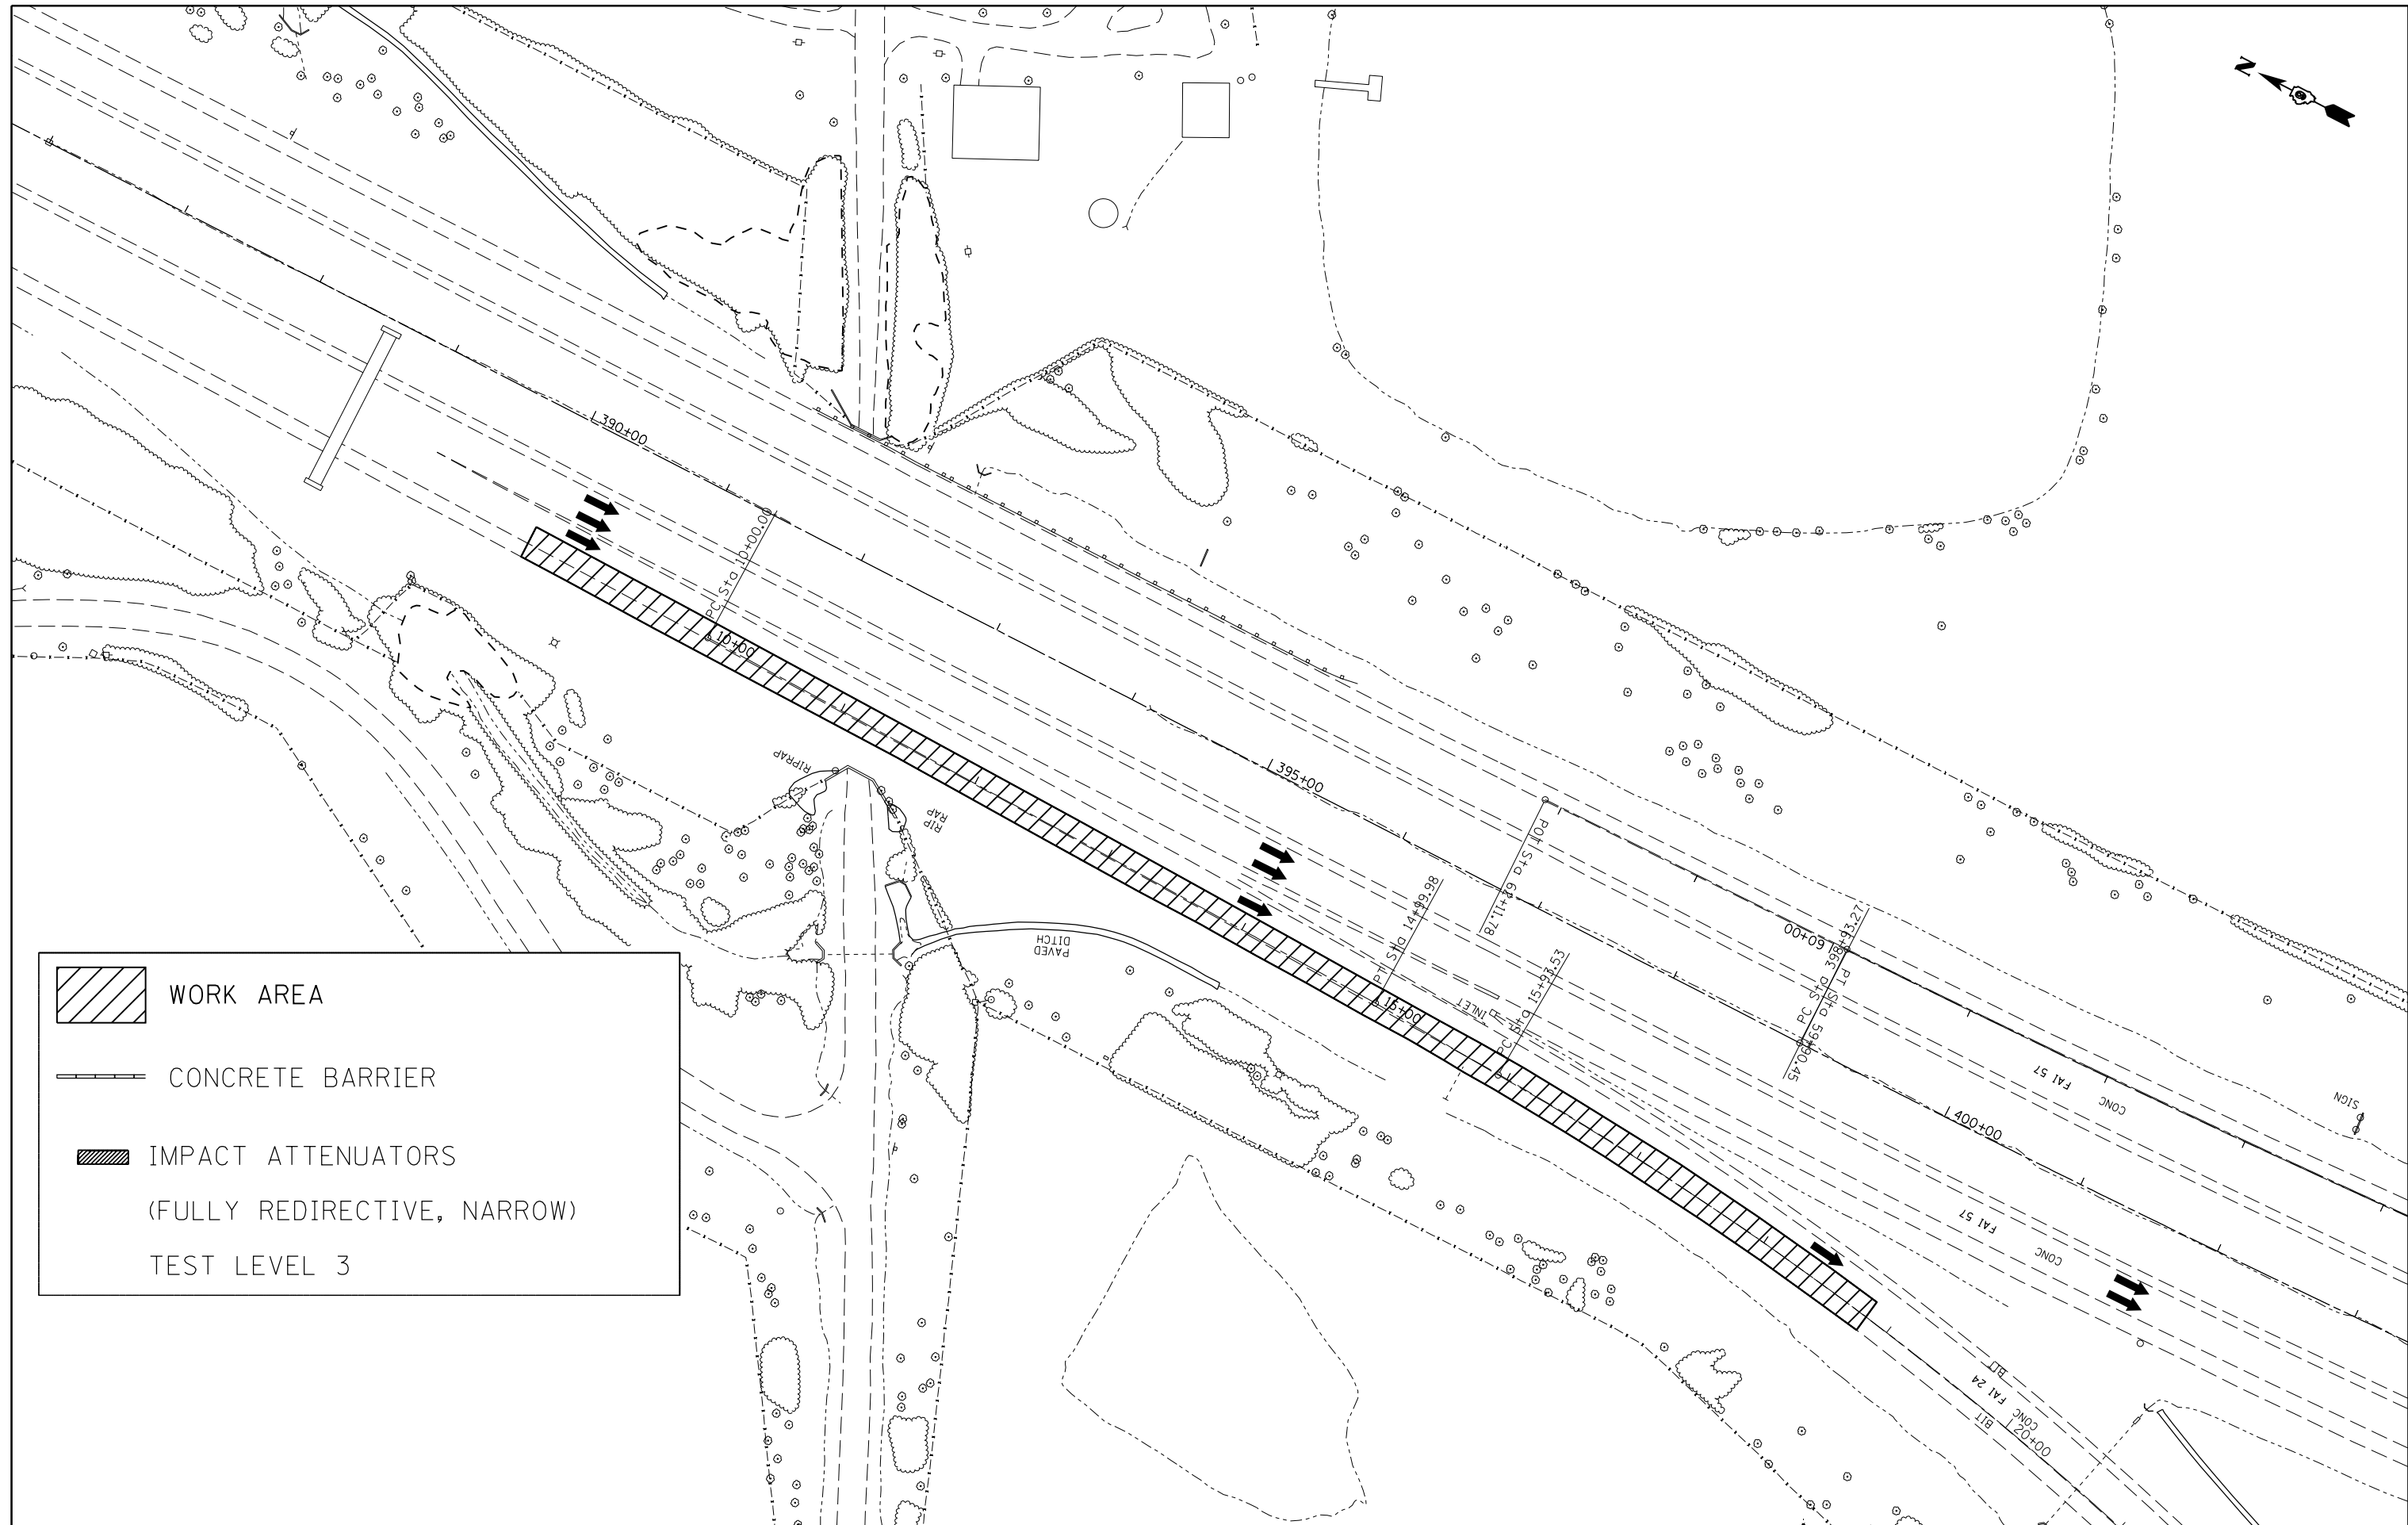 N
390+00
PC Sta 10+00.00
10+00
RIPRAP
RIP
RAP
395+00
POT Sta 62+11.78
PT Sta 14+99.98
PAVED
DITCH
INLET
15+00
PC Sta 15+93.53
60+00
PC Sta 398+93.27
PT Sta 59+90.45
FAI 57
CONC
400+00
SIGN
FAI 57
CONC
BIT
FAI 24
CONC
BIT
20+00
WORK AREA
CONCRETE BARRIER
IMPACT ATTENUATORS
(FULLY REDIRECTIVE, NARROW)
TEST LEVEL 3